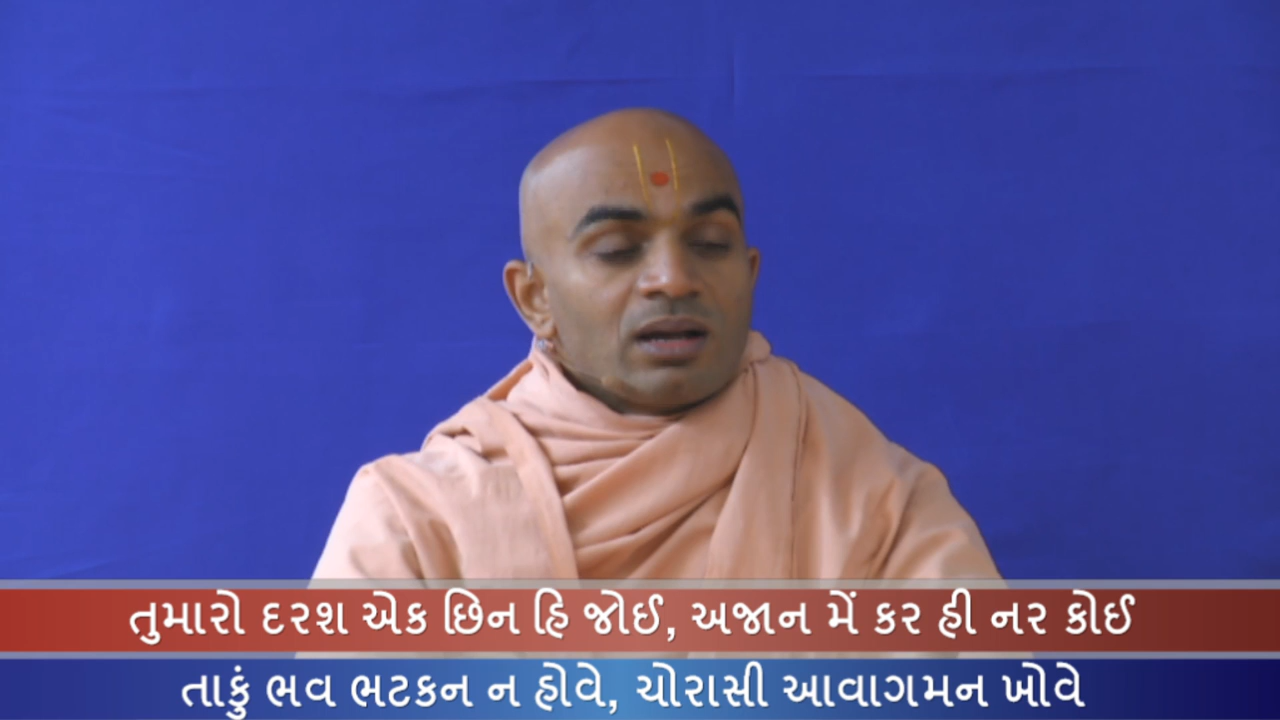 તુમારો દરશ એક છિન હિ જોઈ, અજાન મેં કર હી નર કોઈ
તાકું ભવ ભટકન ન હોવે, ચોરાસી આવાગમન ખોવે